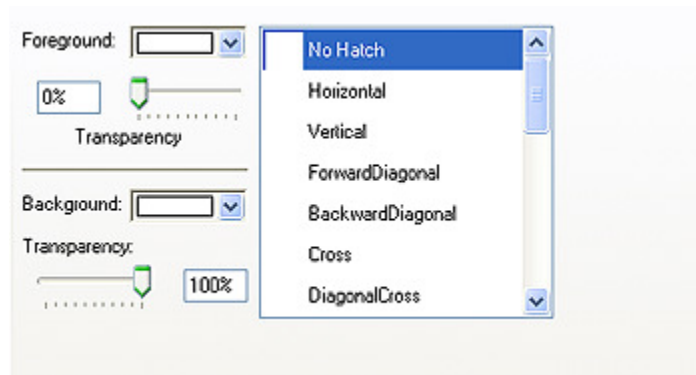 Foreground:
0%
Transparency
Background:
Transparency:
100%
No Hatch
Horizontal
Vertical
ForwardDiagonal
BackwardDiagonal
Cross
DiagonalCross